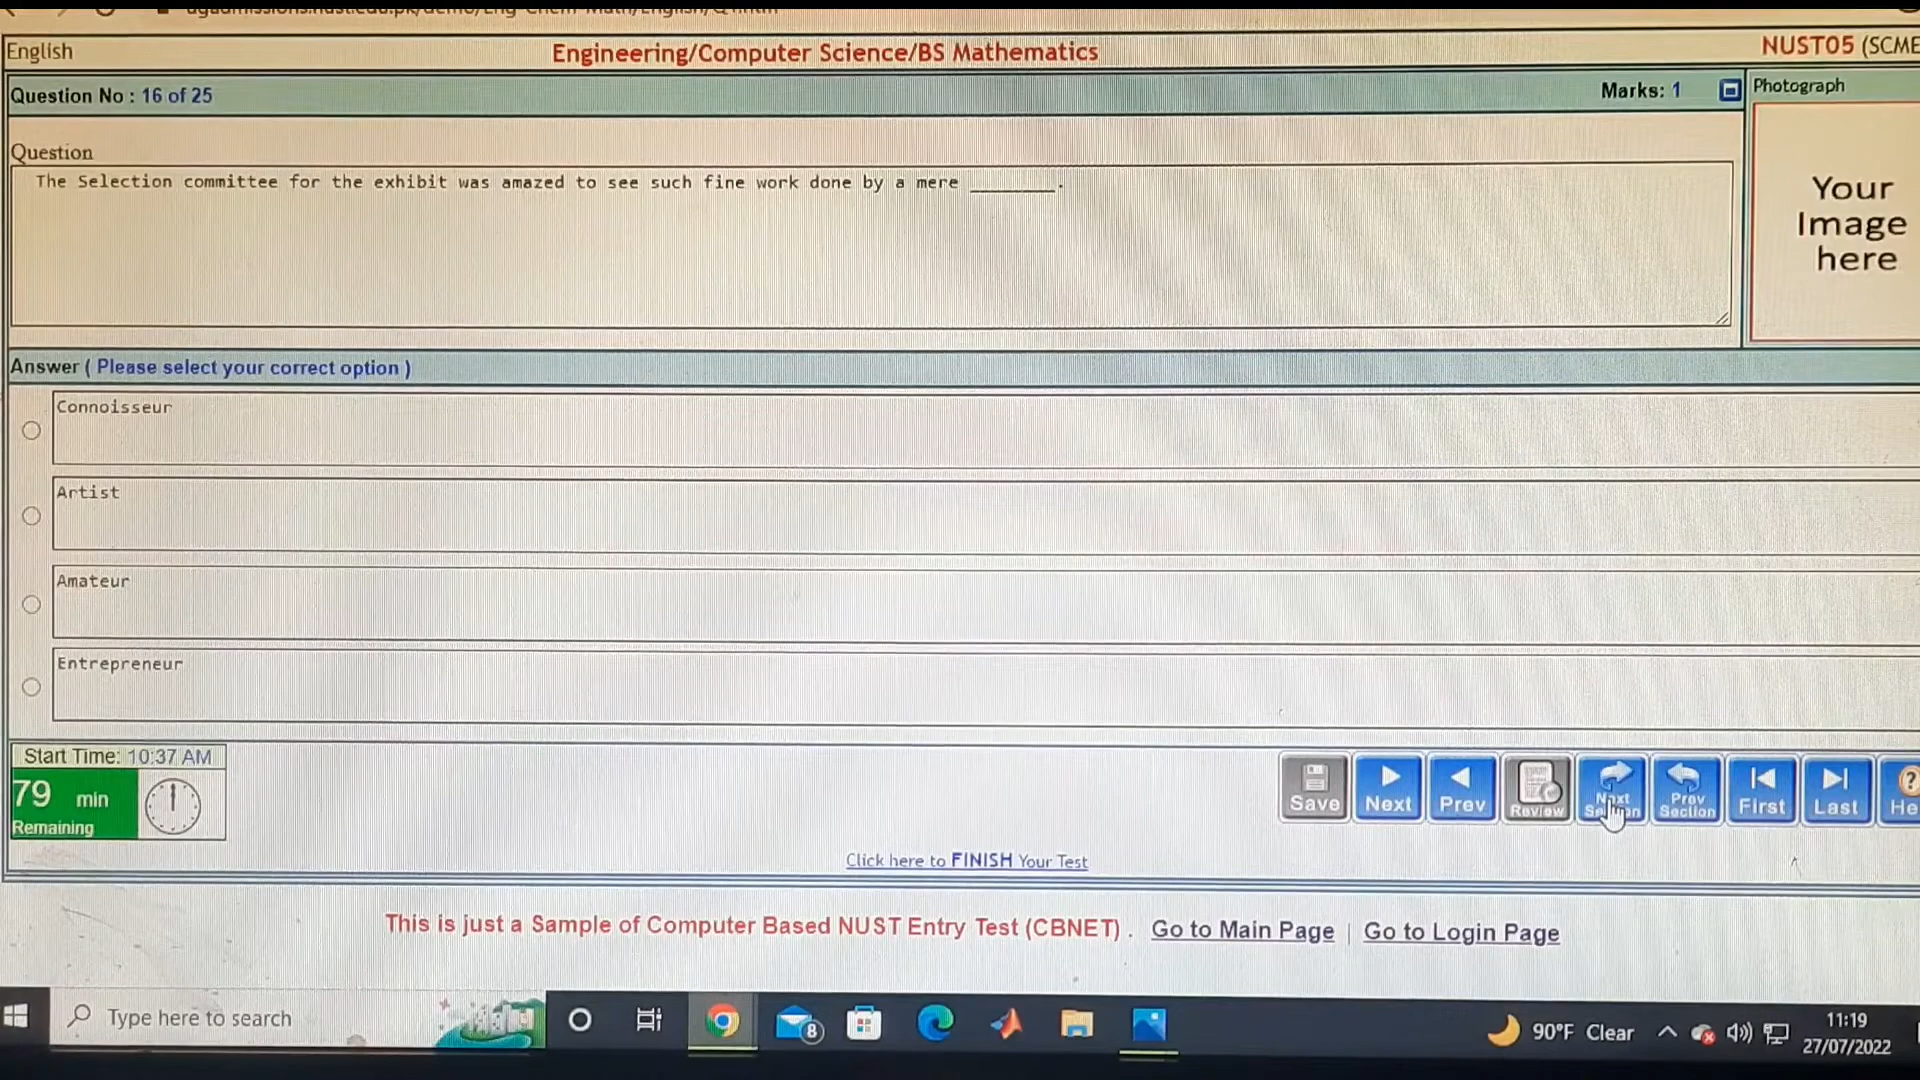 English
Engineering/Computer Science/BS Mathematics
NUST05 (SCME
Question No : 16 of 25
Marks: 1
Photograph
Question
The Selection committee for the exhibit was amazed to see such fine work done by a mere ________.
Your
Image
here
Answer ( Please select your correct option )
Connoisseur
Artist
Amateur
Entrepreneur
Start Time: 10:37 AM
79 min
Remaining
Save
Next
Prev
Review
Next
Prev
Section
First
Last
He
Click here to FINISH Your Test
This is just a Sample of Computer Based NUST Entry Test (CBNET) . Go to Main Page | Go to Login Page
Type here to search
8
90°F Clear
11:19
27/07/2022